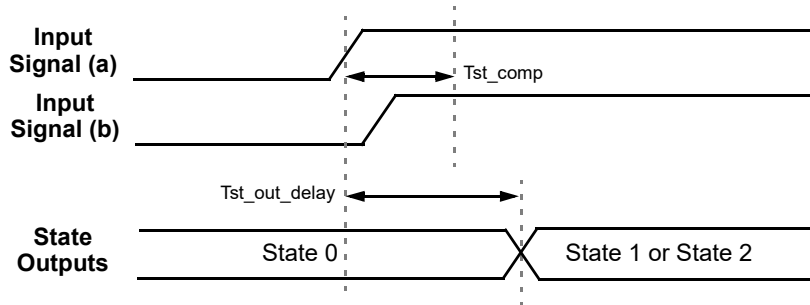 Input
Signal (a)
Tst_comp
Input
Signal (b)
Tst_out_delay
State
Outputs
State 0
State 1 or State 2